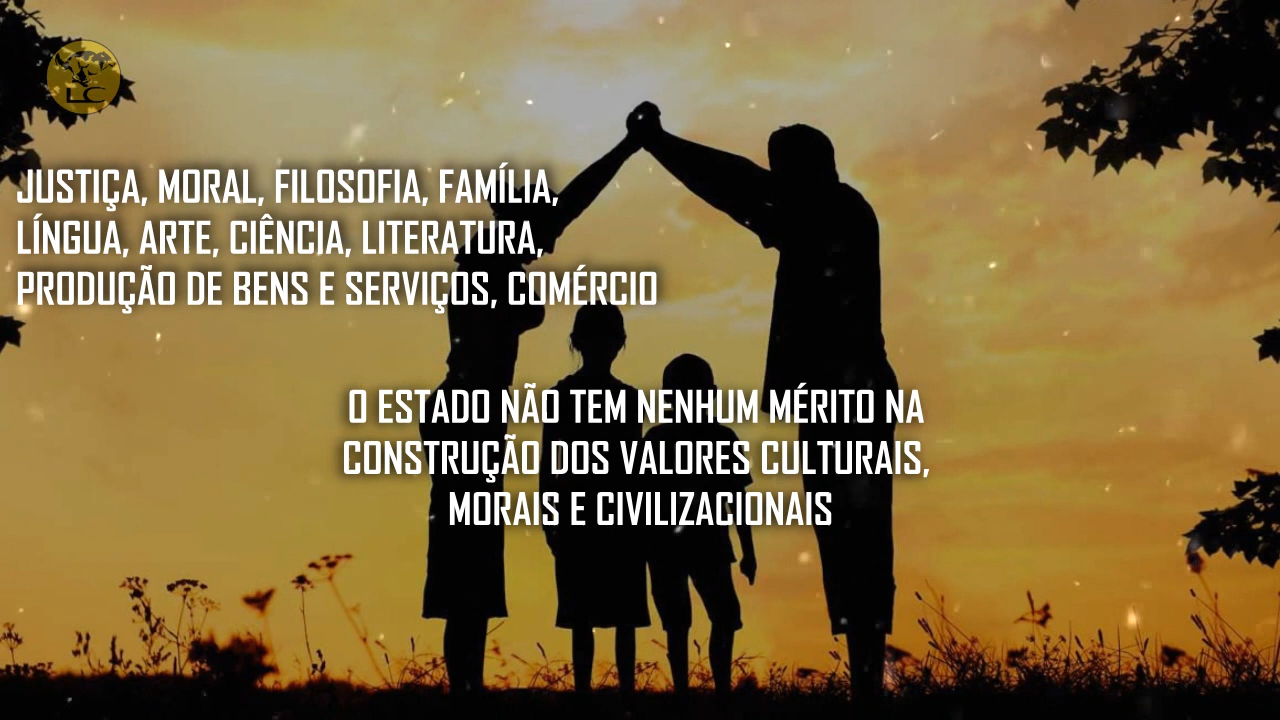 LC
JUSTIÇA, MORAL, FILOSOFIA, FAMÍLIA,
LÍNGUA, ARTE, CIÊNCIA, LITERATURA,
PRODUÇÃO DE BENS E SERVIÇOS, COMÉRCIO
O ESTADO NÃO TEM NENHUM MÉRITO NA
CONSTRUÇÃO DOS VALORES CULTURAIS,
MORAIS E CIVILIZACIONAIS